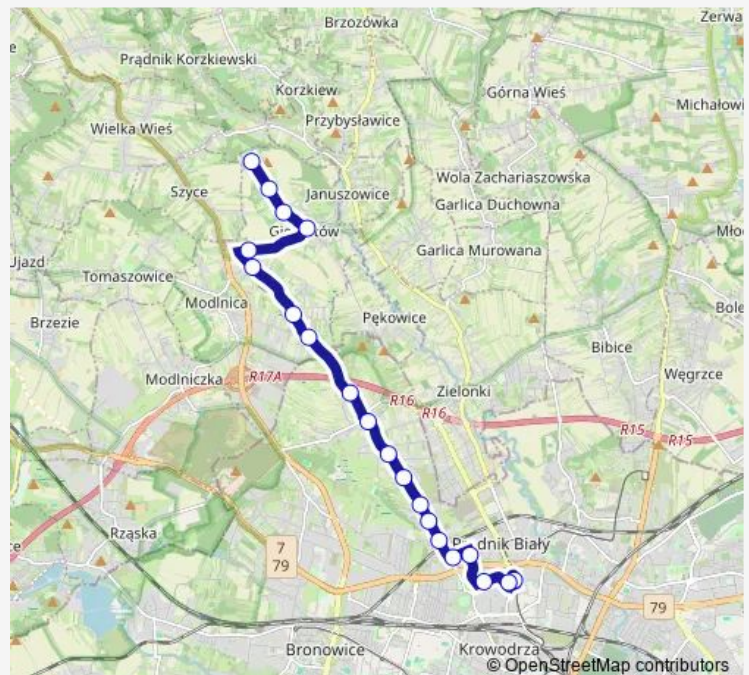 Brzozówka
Zerwa
Prądnik Korzkiewski
Korzkiew
Górna Wieś
Michałowi
Wielka Wieś
Przybysławice
Wola Zachariaszowska
Szyce
Januszowice
Garlica Duchowna
Garlica Murowana
Ujazd
Tomaszowice
Modlnica
Brzezie
Pękowice
Bole
Bibice
Modlniczka
R17A
Zielonki
Węgrzce
R16
R16
R15
R15
Rząska
7
79
79
Bronowice
Krowodrza
© OpenStreetMap contributors